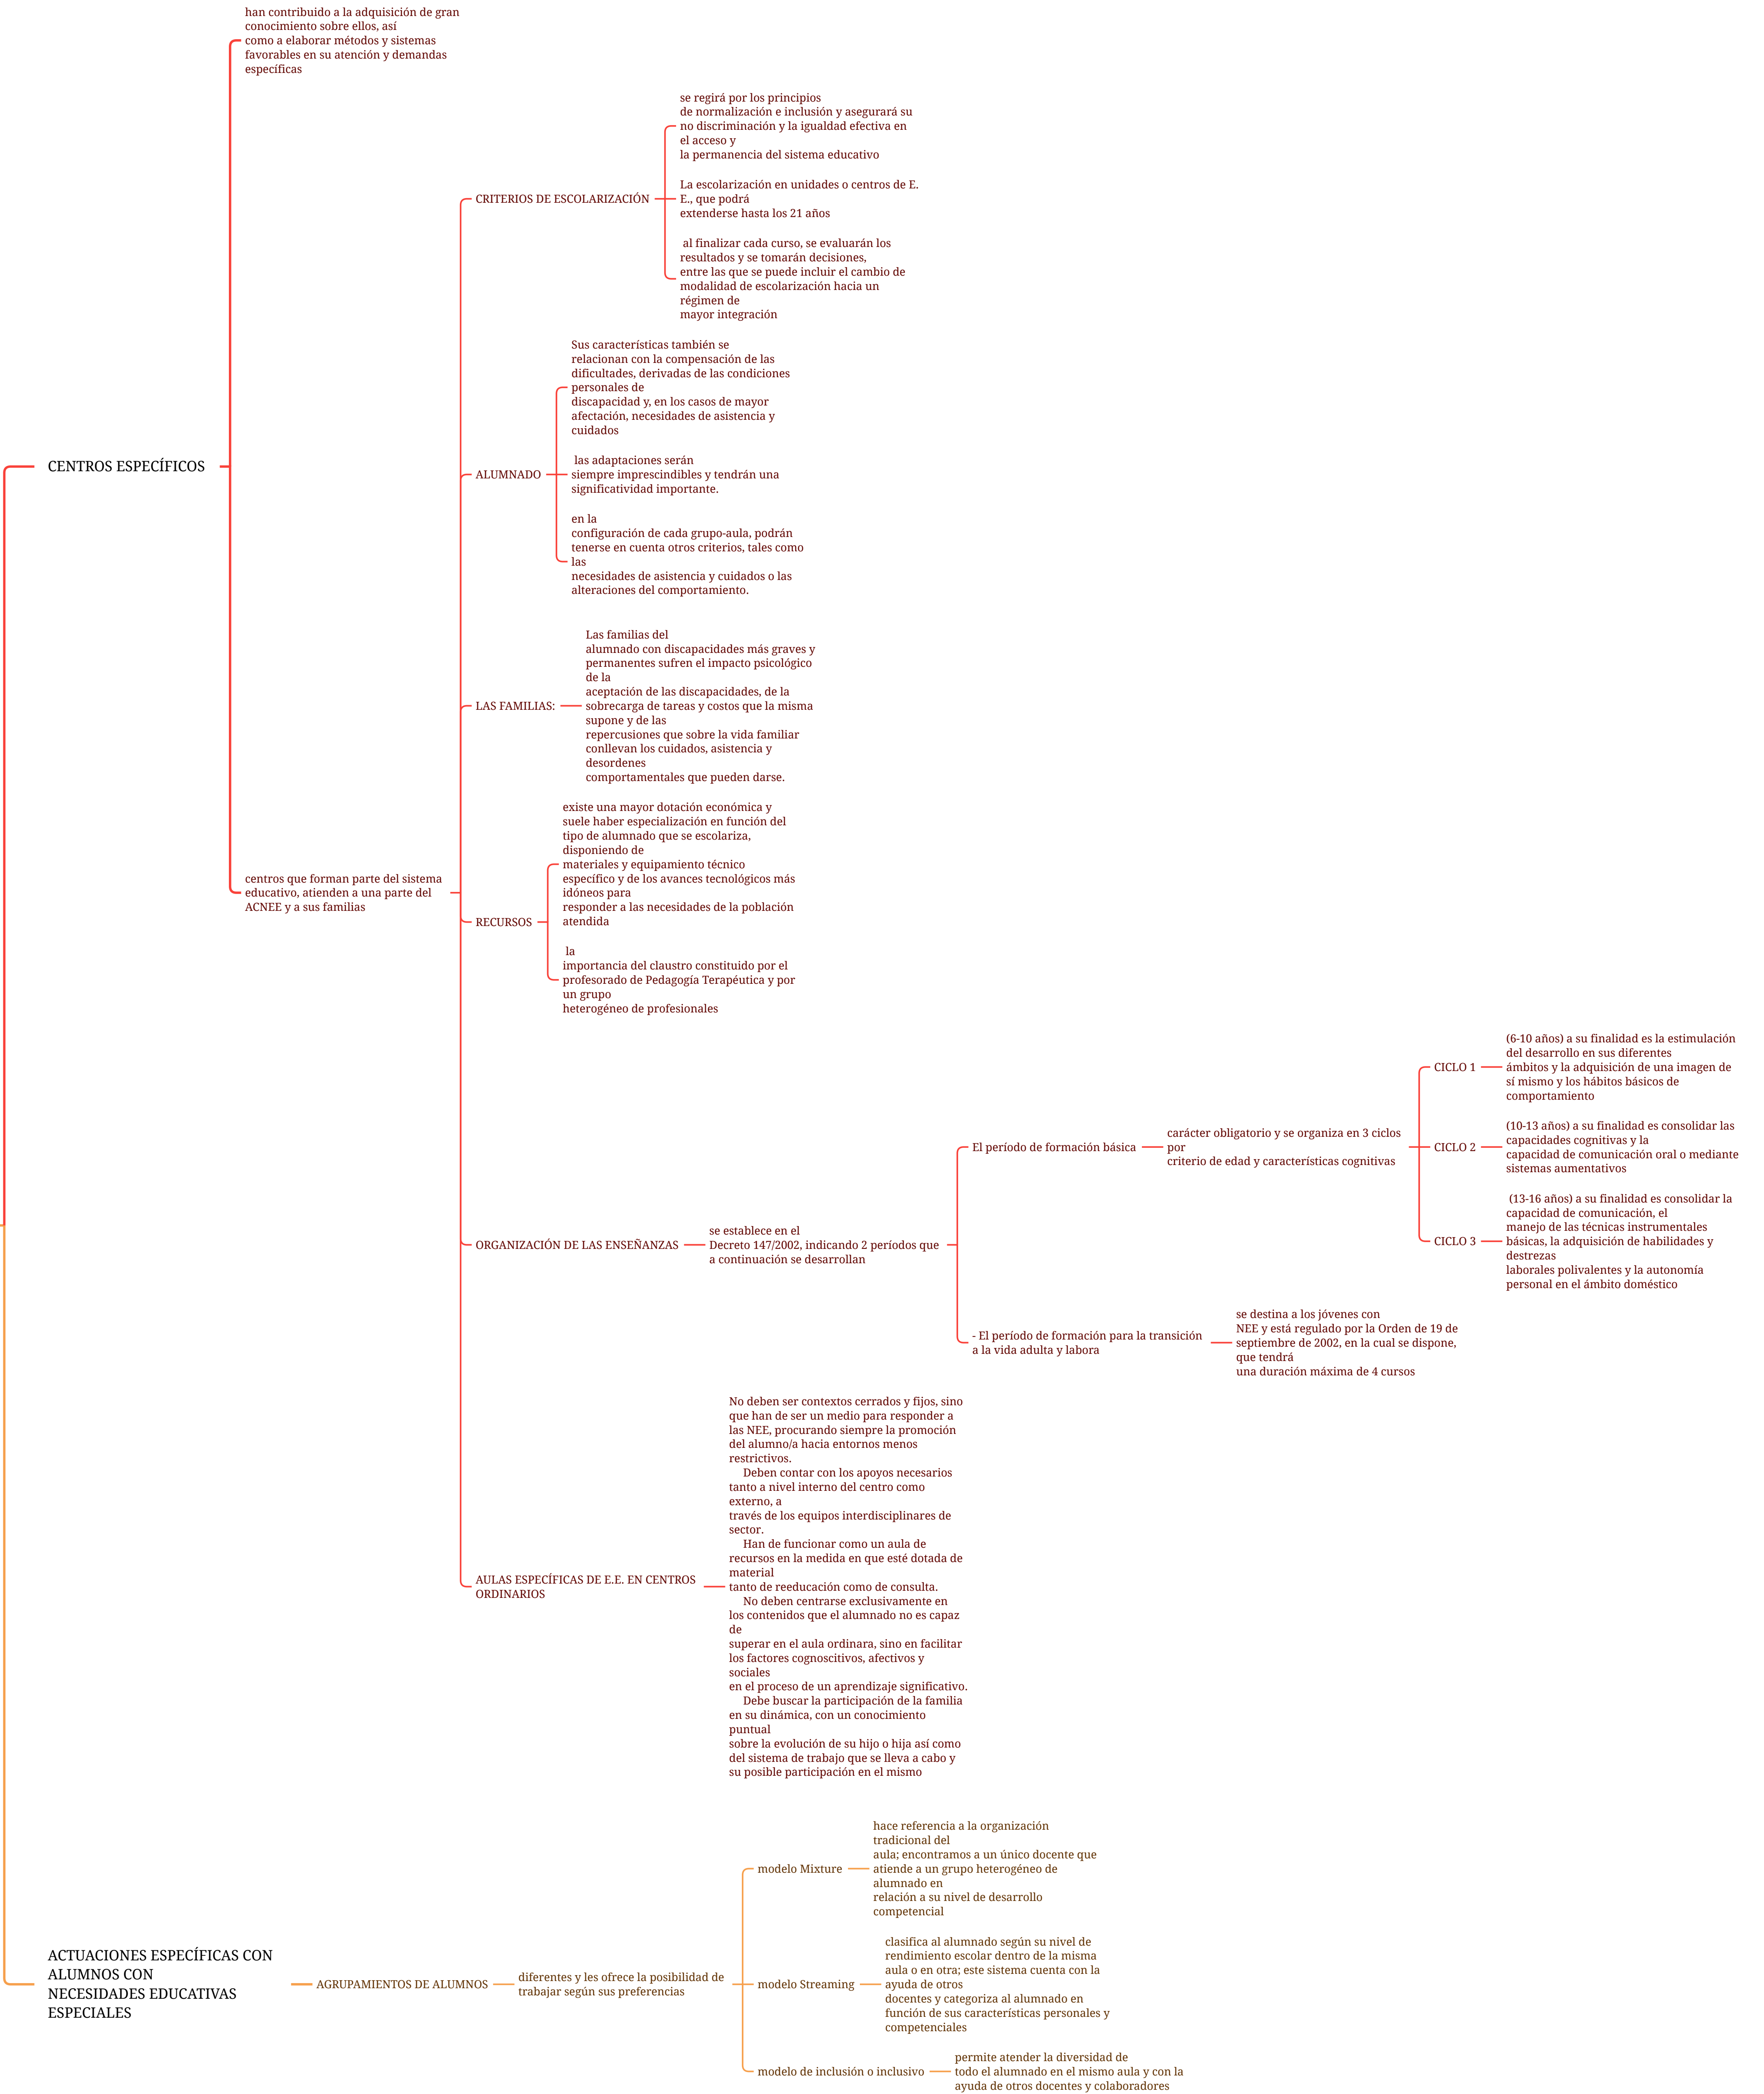 han contribuido a la adquisición de gran
conocimiento sobre ellos, así
como a elaborar métodos y sistemas
favorables en su atención y demandas
específicas
CENTROS ESPECÍFICOS
centros que forman parte del sistema
educativo, atienden a una parte del
ACNEE y a sus familias
CRITERIOS DE ESCOLARIZACIÓN
se regirá por los principios
de normalización e inclusión y asegurará su
no discriminación y la igualdad efectiva en
el acceso y
la permanencia del sistema educativo
La escolarización en unidades o centros de E.
E., que podrá
extenderse hasta los 21 años
al finalizar cada curso, se evaluarán los
resultados y se tomarán decisiones,
entre las que se puede incluir el cambio de
modalidad de escolarización hacia un
régimen de
mayor integración
ALUMNADO
Sus características también se
relacionan con la compensación de las
dificultades, derivadas de las condiciones
personales de
discapacidad y, en los casos de mayor
afectación, necesidades de asistencia y
cuidados
las adaptaciones serán
siempre imprescindibles y tendrán una
significatividad importante.
en la
configuración de cada grupo-aula, podrán
tenerse en cuenta otros criterios, tales como
las
necesidades de asistencia y cuidados o las
alteraciones del comportamiento.
LAS FAMILIAS:
Las familias del
alumnado con discapacidades más graves y
permanentes sufren el impacto psicológico
de la
aceptación de las discapacidades, de la
sobrecarga de tareas y costos que la misma
supone y de las
repercusiones que sobre la vida familiar
conllevan los cuidados, asistencia y
desordenes
comportamentales que pueden darse.
RECURSOS
existe una mayor dotación económica y
suele haber especialización en función del
tipo de alumnado que se escolariza,
disponiendo de
materiales y equipamiento técnico
específico y de los avances tecnológicos más
idóneos para
responder a las necesidades de la población
atendida
la
importancia del claustro constituido por el
profesorado de Pedagogía Terapéutica y por
un grupo
heterogéneo de profesionales
ORGANIZACIÓN DE LAS ENSEÑANZAS
se establece en el
Decreto 147/2002, indicando 2 períodos que
a continuación se desarrollan
El período de formación básica
carácter obligatorio y se organiza en 3 ciclos
por
criterio de edad y características cognitivas
CICLO 1
(6-10 años) a su finalidad es la estimulación
del desarrollo en sus diferentes
ámbitos y la adquisición de una imagen de
sí mismo y los hábitos básicos de
comportamiento
CICLO 2
(10-13 años) a su finalidad es consolidar las
capacidades cognitivas y la
capacidad de comunicación oral o mediante
sistemas aumentativos
CICLO 3
(13-16 años) a su finalidad es consolidar la
capacidad de comunicación, el
manejo de las técnicas instrumentales
básicas, la adquisición de habilidades y
destrezas
laborales polivalentes y la autonomía
personal en el ámbito doméstico
- El período de formación para la transición
a la vida adulta y labora
se destina a los jóvenes con
NEE y está regulado por la Orden de 19 de
septiembre de 2002, en la cual se dispone,
que tendrá
una duración máxima de 4 cursos
AULAS ESPECÍFICAS DE E.E. EN CENTROS
ORDINARIOS
No deben ser contextos cerrados y fijos, sino
que han de ser un medio para responder a
las NEE, procurando siempre la promoción
del alumno/a hacia entornos menos
restrictivos.
Deben contar con los apoyos necesarios
tanto a nivel interno del centro como
externo, a
través de los equipos interdisciplinares de
sector.
Han de funcionar como un aula de
recursos en la medida en que esté dotada de
material
tanto de reeducación como de consulta.
No deben centrarse exclusivamente en
los contenidos que el alumnado no es capaz
de
superar en el aula ordinara, sino en facilitar
los factores cognoscitivos, afectivos y
sociales
en el proceso de un aprendizaje significativo.
Debe buscar la participación de la familia
en su dinámica, con un conocimiento
puntual
sobre la evolución de su hijo o hija así como
del sistema de trabajo que se lleva a cabo y
su posible participación en el mismo
ACTUACIONES ESPECÍFICAS CON
ALUMNOS CON
NECESIDADES EDUCATIVAS
ESPECIALES
AGRUPAMIENTOS DE ALUMNOS
diferentes y les ofrece la posibilidad de
trabajar según sus preferencias
modelo Mixture
hace referencia a la organización
tradicional del
aula; encontramos a un único docente que
atiende a un grupo heterogéneo de
alumnado en
relación a su nivel de desarrollo
competencial
modelo Streaming
clasifica al alumnado según su nivel de
rendimiento escolar dentro de la misma
aula o en otra; este sistema cuenta con la
ayuda de otros
docentes y categoriza al alumnado en
función de sus características personales y
competenciales
modelo de inclusión o inclusivo
permite atender la diversidad de
todo el alumnado en el mismo aula y con la
ayuda de otros docentes y colaboradores